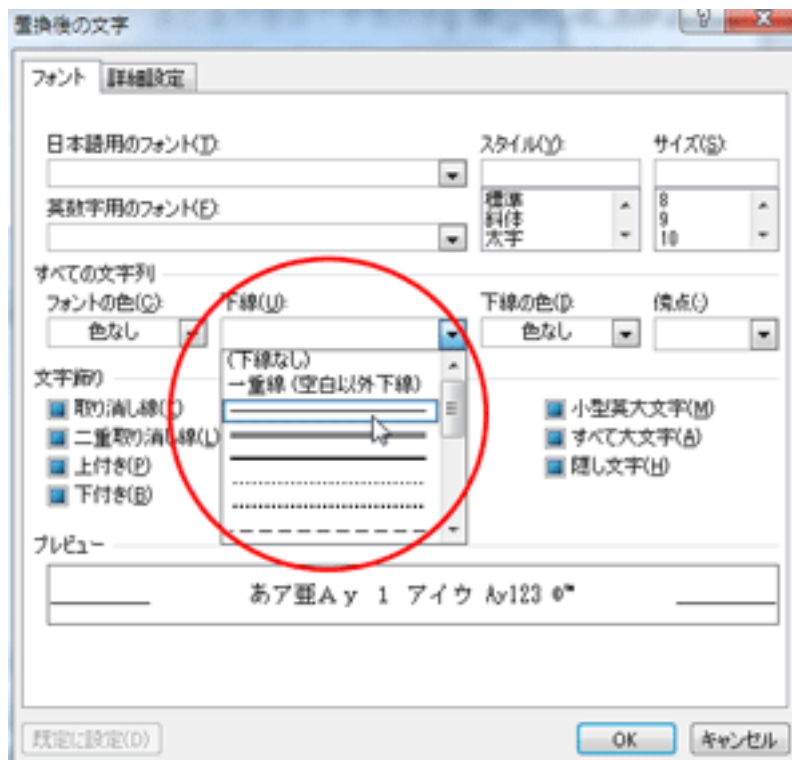 置換後の文字
フォント 詳細設定
日本語用のフォント(T): スタイル(Y): サイズ(S):
標準 8
斜体 9
太字 10
英数字用のフォント(F):
すべての文字列
フォントの色(C): 下線(U): 下線の色(I): 傍点(·)
色なし 色なし
(下線なし)
一重線 (空白以外下線)
文字飾り
取り消し線(K) 小型英大文字(M)
二重取り消し線(L) すべて大文字(A)
上付き(P) 隠し文字(H)
下付き(B)
プレビュー
あア亜Ay 1 アイウ Ay123 ©™
既定に設定(D) OK キャンセル